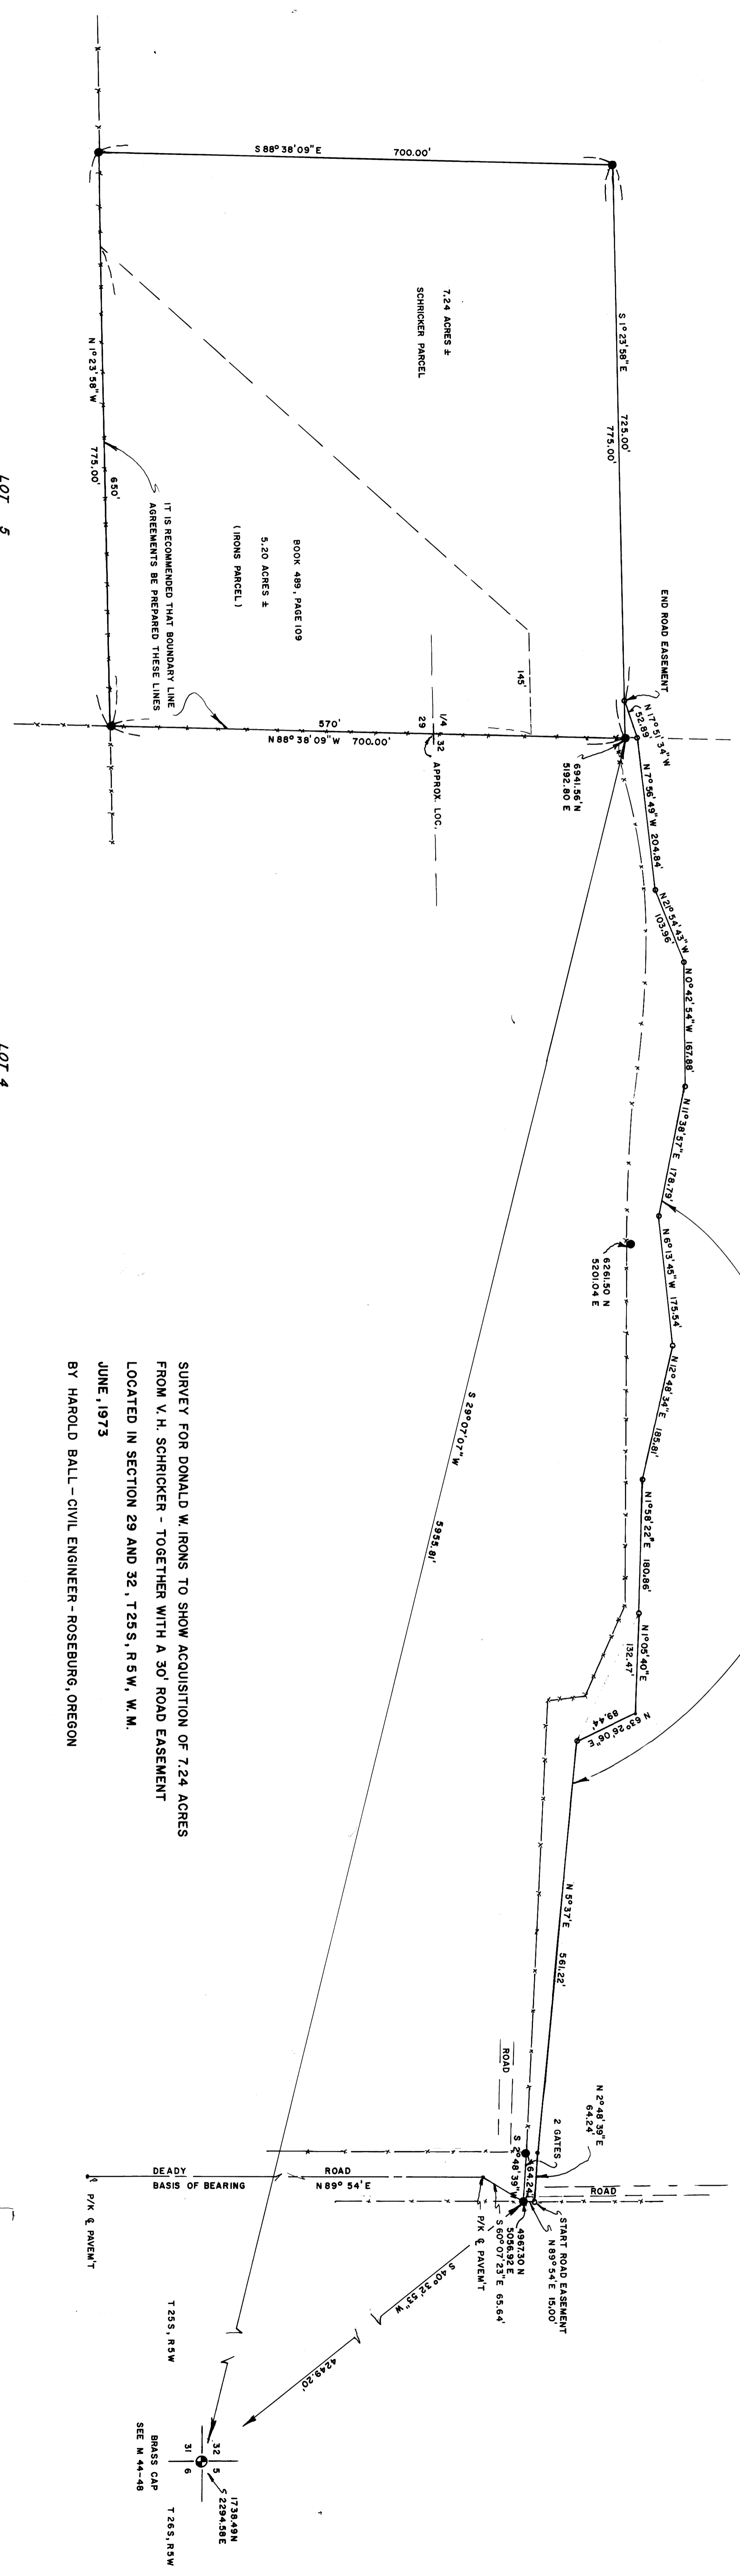 S 88° 38' 09" E 700.00'
7.24 ACRES ±
SCHRICKER PARCEL
S 1° 23' 58" E
725.00'
775.00'
N 1° 23' 58" W 775.00'
650'
IT IS RECOMMENDED THAT BOUNDARY LINE
AGREEMENTS BE PREPARED THESE LINES
BOOK 489, PAGE 109
5.20 ACRES ±
( IRONS PARCEL )
145'
570'
N 88° 38' 09" W 700.00'
1/4
29
32
APPROX. LOC.
END ROAD EASEMENT
N 17° 51' 34" W
52.89'
6941.56' N
5192.80 E
N 7° 56' 49" W 204.84'
N 21° 54' 43" W
103.96'
N 0° 42' 54" W 167.88'
N 11° 38' 57" E 178.79'
N 6° 13' 45" W 175.54'
6261.50 N
5201.04 E
N 12° 48' 34" E 185.81'
N 1° 58' 22" E 180.86'
N 1° 05' 40" E
132.47'
N 63° 26' 06" E
89.44'
N 5° 37' E 561.22'
S 29° 07' 07" W 5955.81'
LOT 5
LOT 4
SURVEY FOR DONALD W. IRONS TO SHOW ACQUISITION OF 7.24 ACRES
FROM V. H. SCHRICKER - TOGETHER WITH A 30' ROAD EASEMENT
LOCATED IN SECTION 29 AND 32, T 25 S, R 5 W, W. M.
JUNE, 1973
BY HAROLD BALL - CIVIL ENGINEER - ROSEBURG, OREGON
N 2° 48' 39" E
64.24'
2 GATES
ROAD
S 2° 48' 39" W
64.24'
ROAD
START ROAD EASEMENT
N 89° 54' E 15.00'
4967.30 N
5056.92 E
S 60° 07' 23" E 65.64'
P/K ℄ PAVEM'T
DEADY ROAD
BASIS OF BEARING N 89° 54' E
P/K ℄ PAVEM'T
S 40° 32' 53" W
4249.20'
T 25 S, R 5 W
32
5
31
6
1738.49 N
2294.58 E
BRASS CAP
SEE M 44-48
T 26 S, R 5 W